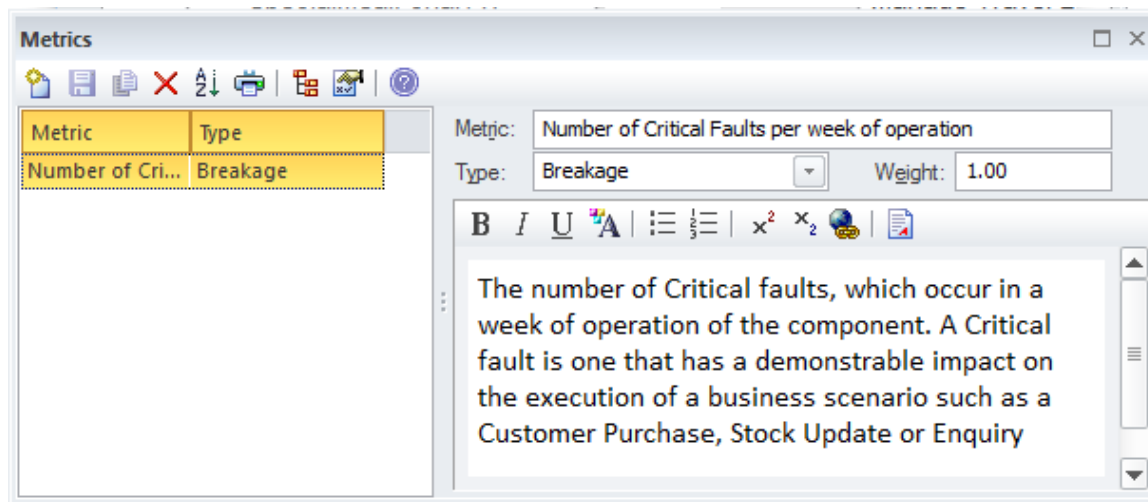 Metrics
Metric Type
Number of Cri... Breakage
Metric: Number of Critical Faults per week of operation
Type: Breakage Weight: 1.00
B I U A x² x₂
The number of Critical faults, which occur in a
week of operation of the component. A Critical
fault is one that has a demonstrable impact on
the execution of a business scenario such as a
Customer Purchase, Stock Update or Enquiry